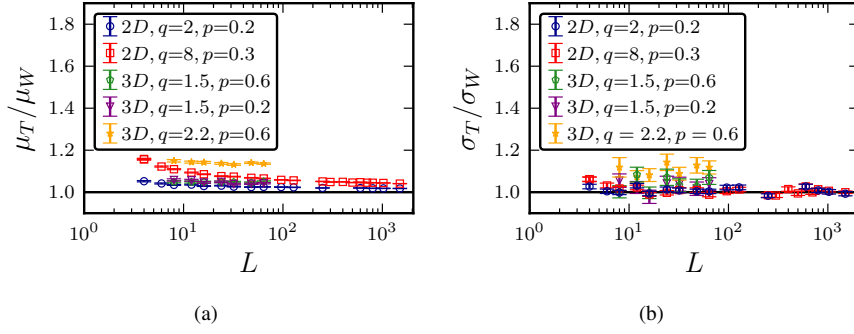 μ_T/μ_W
1.8
1.6
1.4
1.2
1.0
2D, q=2, p=0.2
2D, q=8, p=0.3
3D, q=1.5, p=0.6
3D, q=1.5, p=0.2
3D, q=2.2, p=0.6
10^0 10^1 10^2 10^3
L
(a)
σ_T/σ_W
1.8
1.6
1.4
1.2
1.0
2D, q=2, p=0.2
2D, q=8, p=0.3
3D, q=1.5, p=0.6
3D, q=1.5, p=0.2
3D, q = 2.2, p = 0.6
10^0 10^1 10^2 10^3
L
(b)